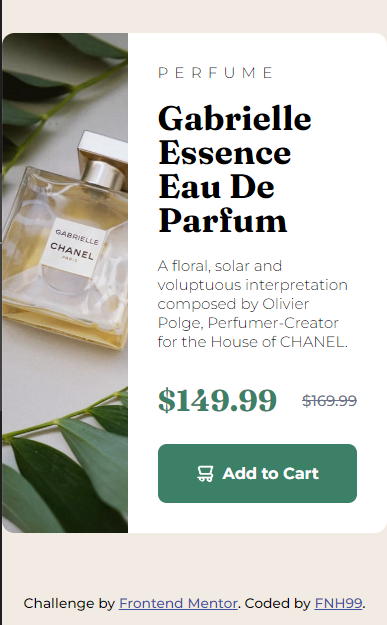 PERFUME
Gabrielle
Essence
Eau De
Parfum
GABRIELLE
CHANEL
PARIS
A floral, solar and
voluptuous interpretation
composed by Olivier
Polge, Perfumer-Creator
for the House of CHANEL.
$149.99 $169.99
Add to Cart
Challenge by Frontend Mentor. Coded by FNH99.